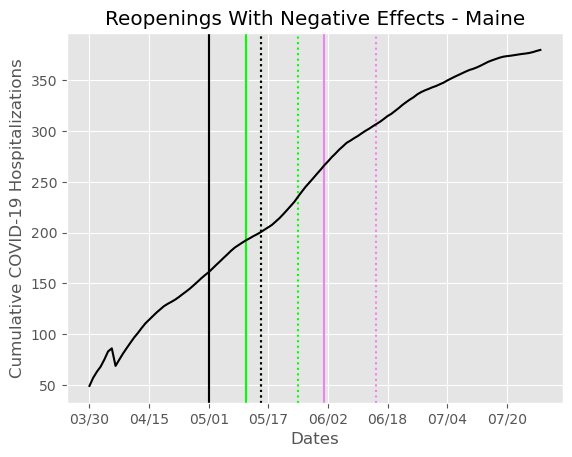 Reopenings With Negative Effects - Maine
Cumulative COVID-19 Hospitalizations
350
300
250
200
150
100
50
03/30 04/15 05/01 05/17 06/02 06/18 07/04 07/20
Dates